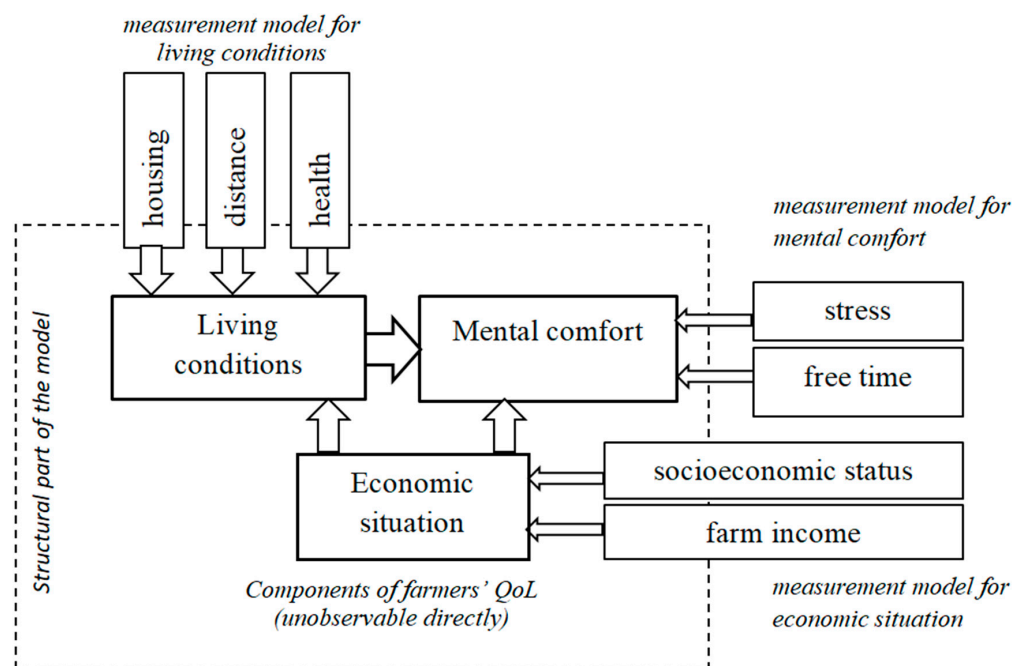 measurement model for
living conditions
housing
distance
health
measurement model for
mental comfort
Structural part of the model
Living
conditions
Mental comfort
stress
free time
Economic
situation
socioeconomic status
farm income
Components of farmers’ QoL
(unobservable directly)
measurement model for
economic situation